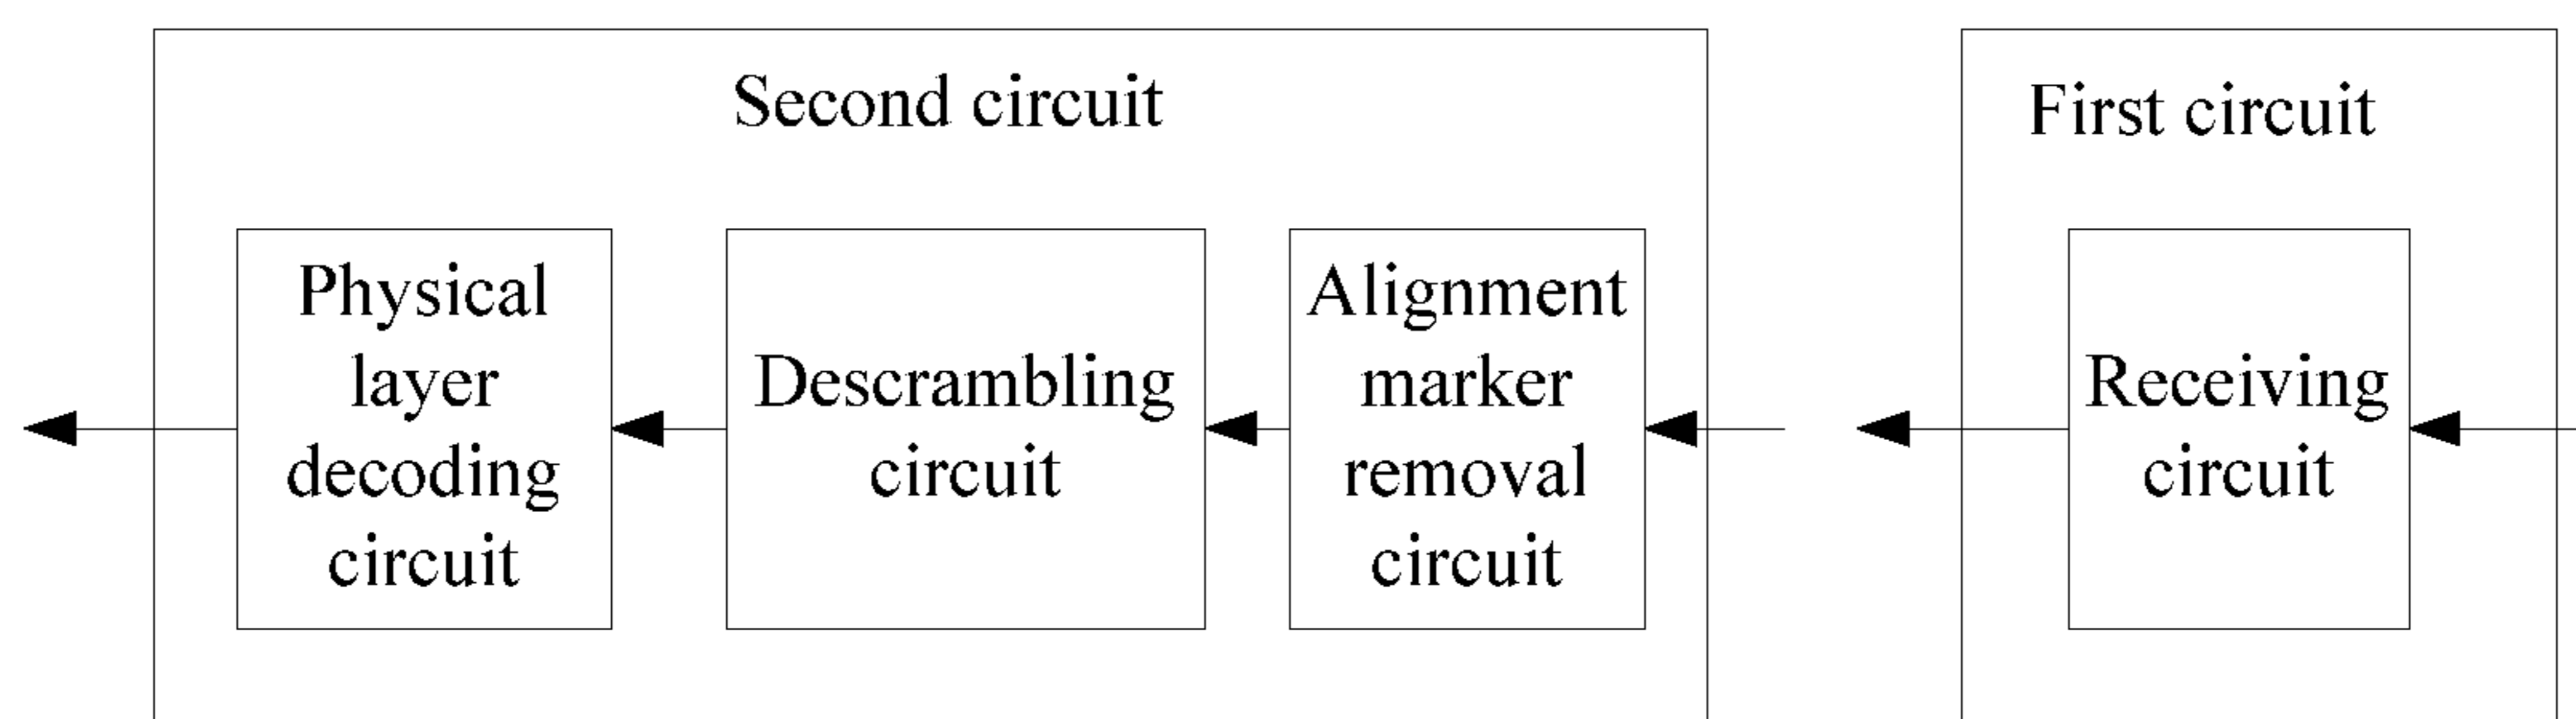 Second circuit
First circuit
Physical
layer
decoding
circuit
Descrambling
circuit
Alignment
marker
removal
circuit
Receiving
circuit